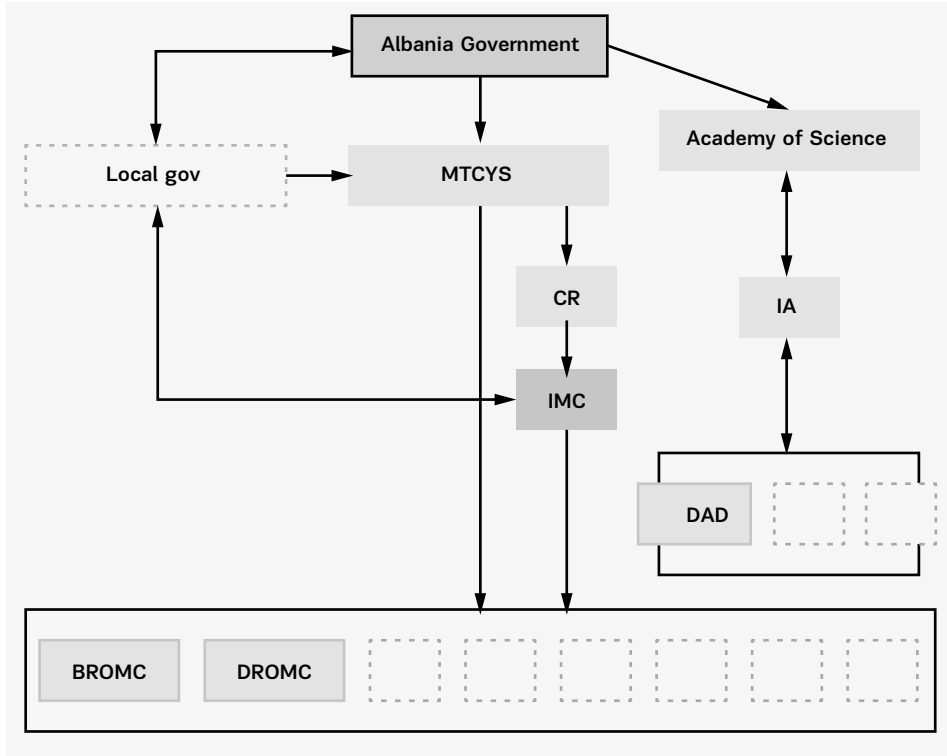 Albania Government
Academy of Science
Local gov
MTCYS
CR
IA
IMC
DAD
BROMC
DROMC